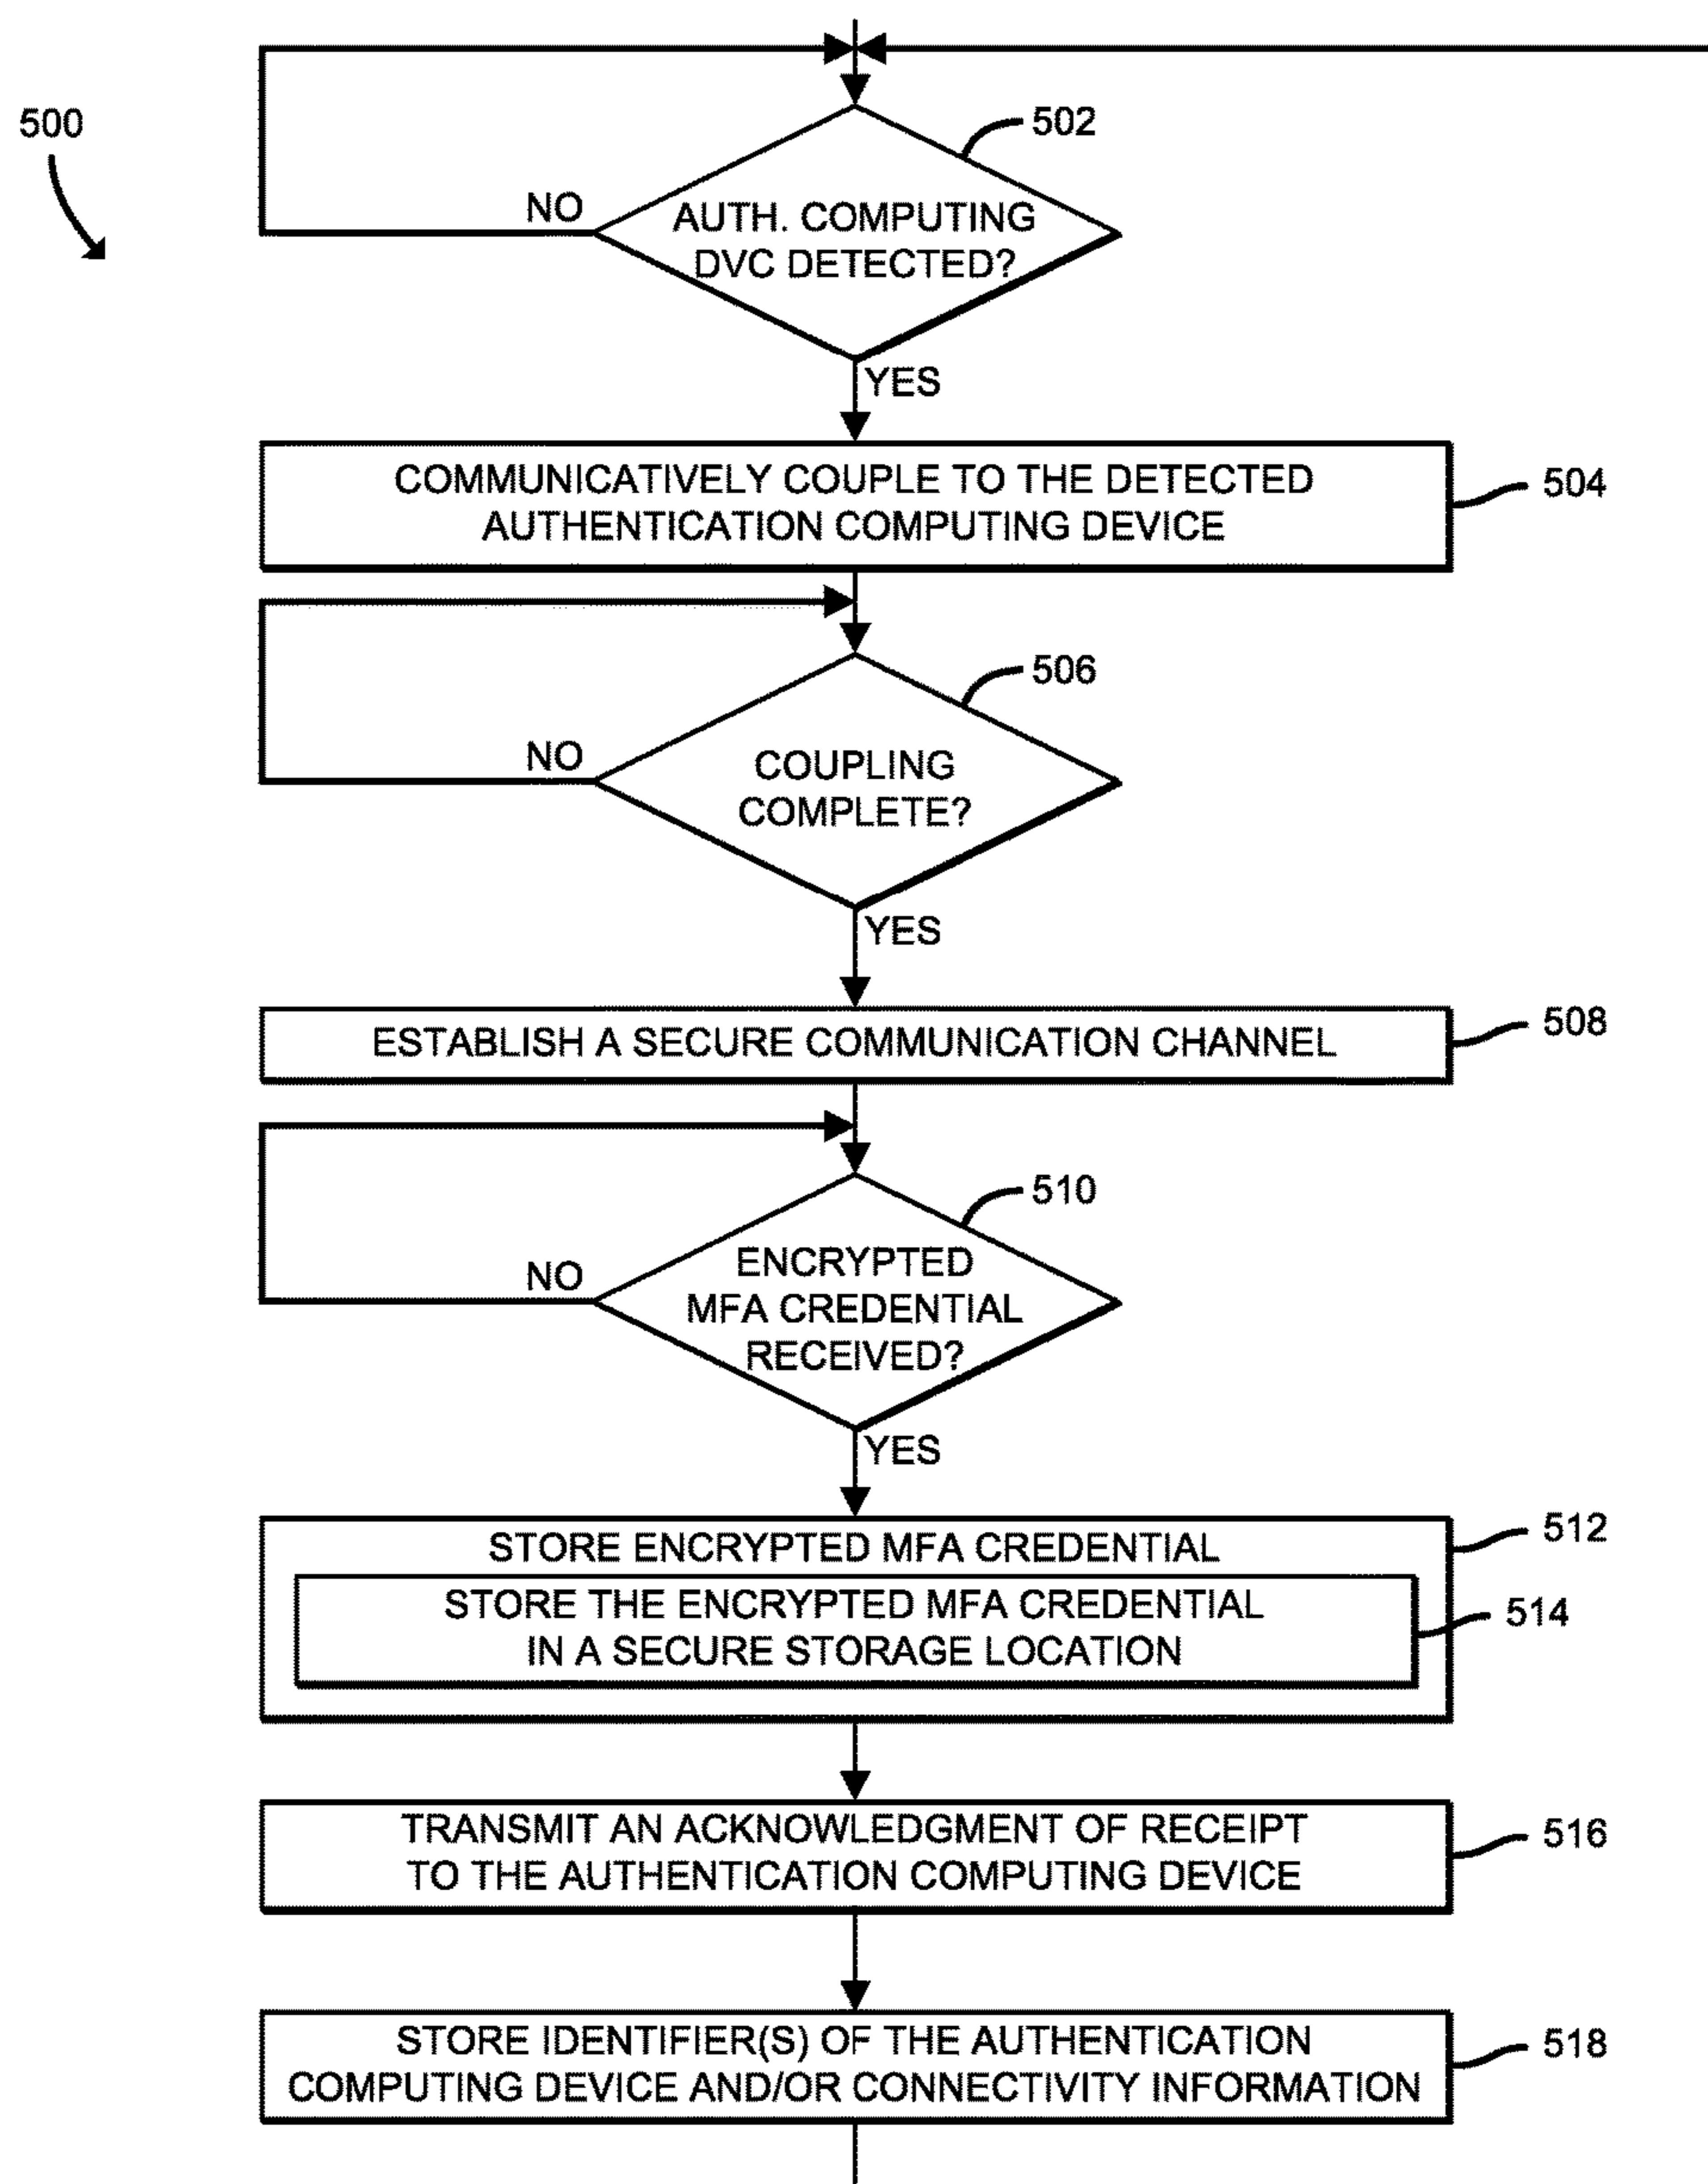 500
502
NO
AUTH. COMPUTING
DVC DETECTED?
YES
COMMUNICATIVELY COUPLE TO THE DETECTED
AUTHENTICATION COMPUTING DEVICE
504
506
NO
COUPLING
COMPLETE?
YES
ESTABLISH A SECURE COMMUNICATION CHANNEL
508
510
NO
ENCRYPTED
MFA CREDENTIAL
RECEIVED?
YES
STORE ENCRYPTED MFA CREDENTIAL
512
STORE THE ENCRYPTED MFA CREDENTIAL
IN A SECURE STORAGE LOCATION
514
TRANSMIT AN ACKNOWLEDGMENT OF RECEIPT
TO THE AUTHENTICATION COMPUTING DEVICE
516
STORE IDENTIFIER(S) OF THE AUTHENTICATION
COMPUTING DEVICE AND/OR CONNECTIVITY INFORMATION
518